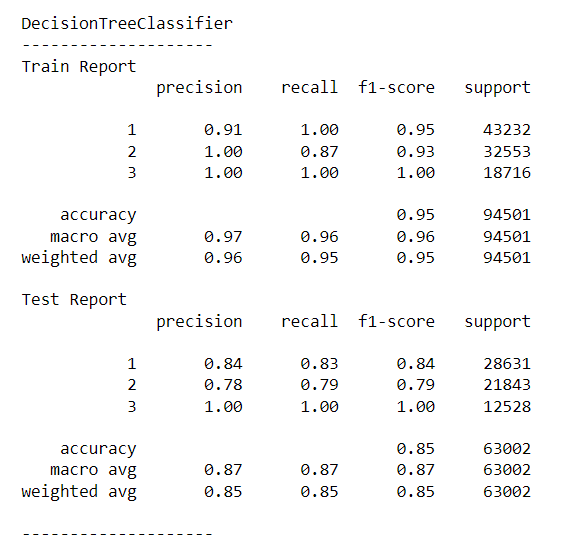 DecisionTreeClassifier
--------------------
Train Report
precision recall f1-score support
1 0.91 1.00 0.95 43232
2 1.00 0.87 0.93 32553
3 1.00 1.00 1.00 18716
accuracy 0.95 94501
macro avg 0.97 0.96 0.96 94501
weighted avg 0.96 0.95 0.95 94501
Test Report
precision recall f1-score support
1 0.84 0.83 0.84 28631
2 0.78 0.79 0.79 21843
3 1.00 1.00 1.00 12528
accuracy 0.85 63002
macro avg 0.87 0.87 0.87 63002
weighted avg 0.85 0.85 0.85 63002
--------------------